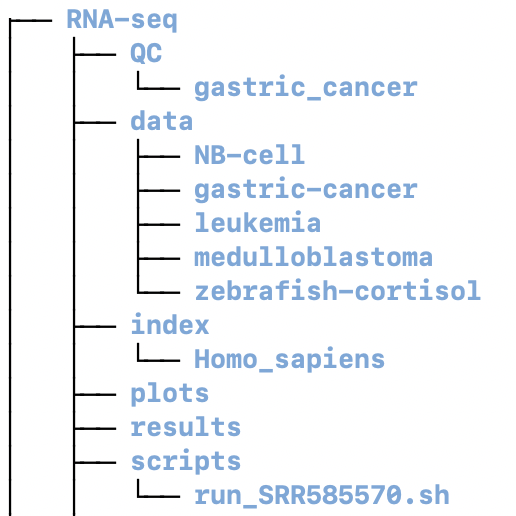 RNA-seq
QC
gastric_cancer
data
NB-cell
gastric-cancer
leukemia
medulloblastoma
zebrafish-cortisol
index
Homo_sapiens
plots
results
scripts
run_SRR585570.sh